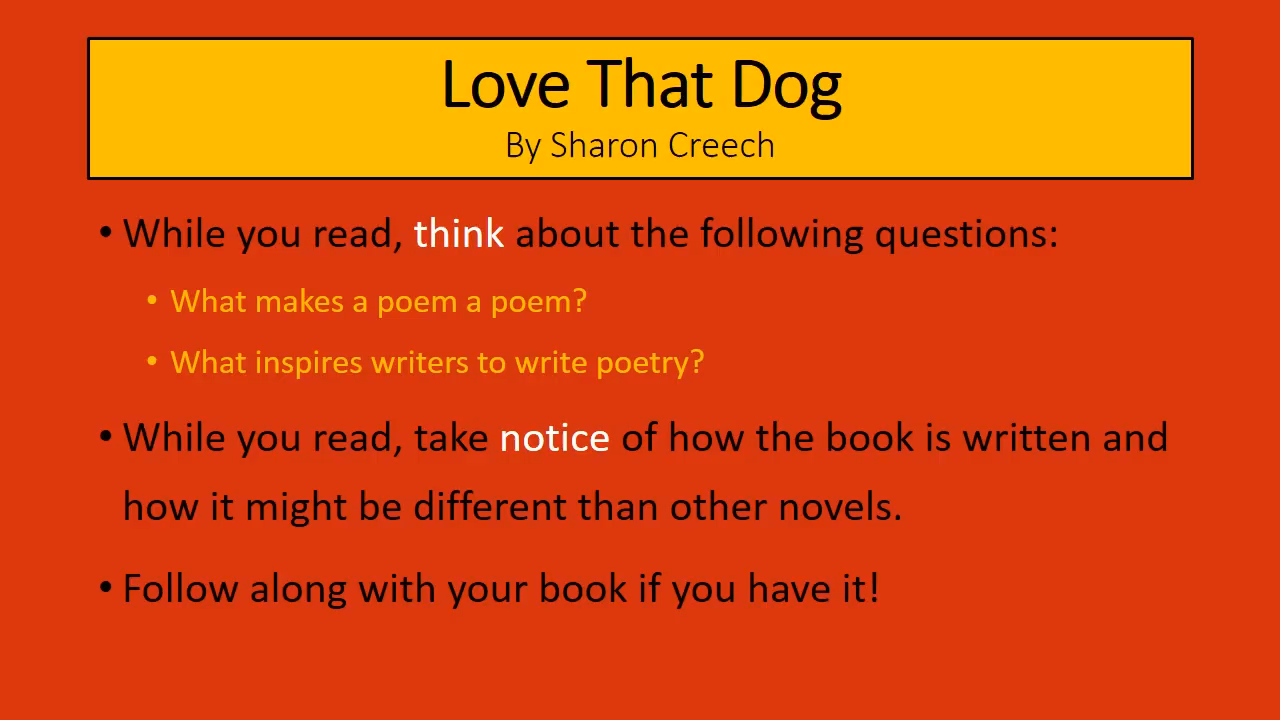 Love That Dog
By Sharon Creech
• While you read, think about the following questions:
• What makes a poem a poem?
• What inspires writers to write poetry?
• While you read, take notice of how the book is written and
how it might be different than other novels.
• Follow along with your book if you have it!